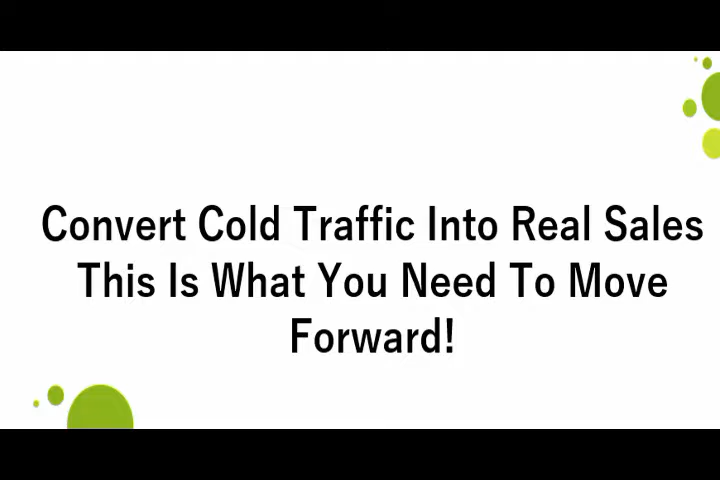 Convert Cold Traffic Into Real Sales
This Is What You Need To Move
Forward!